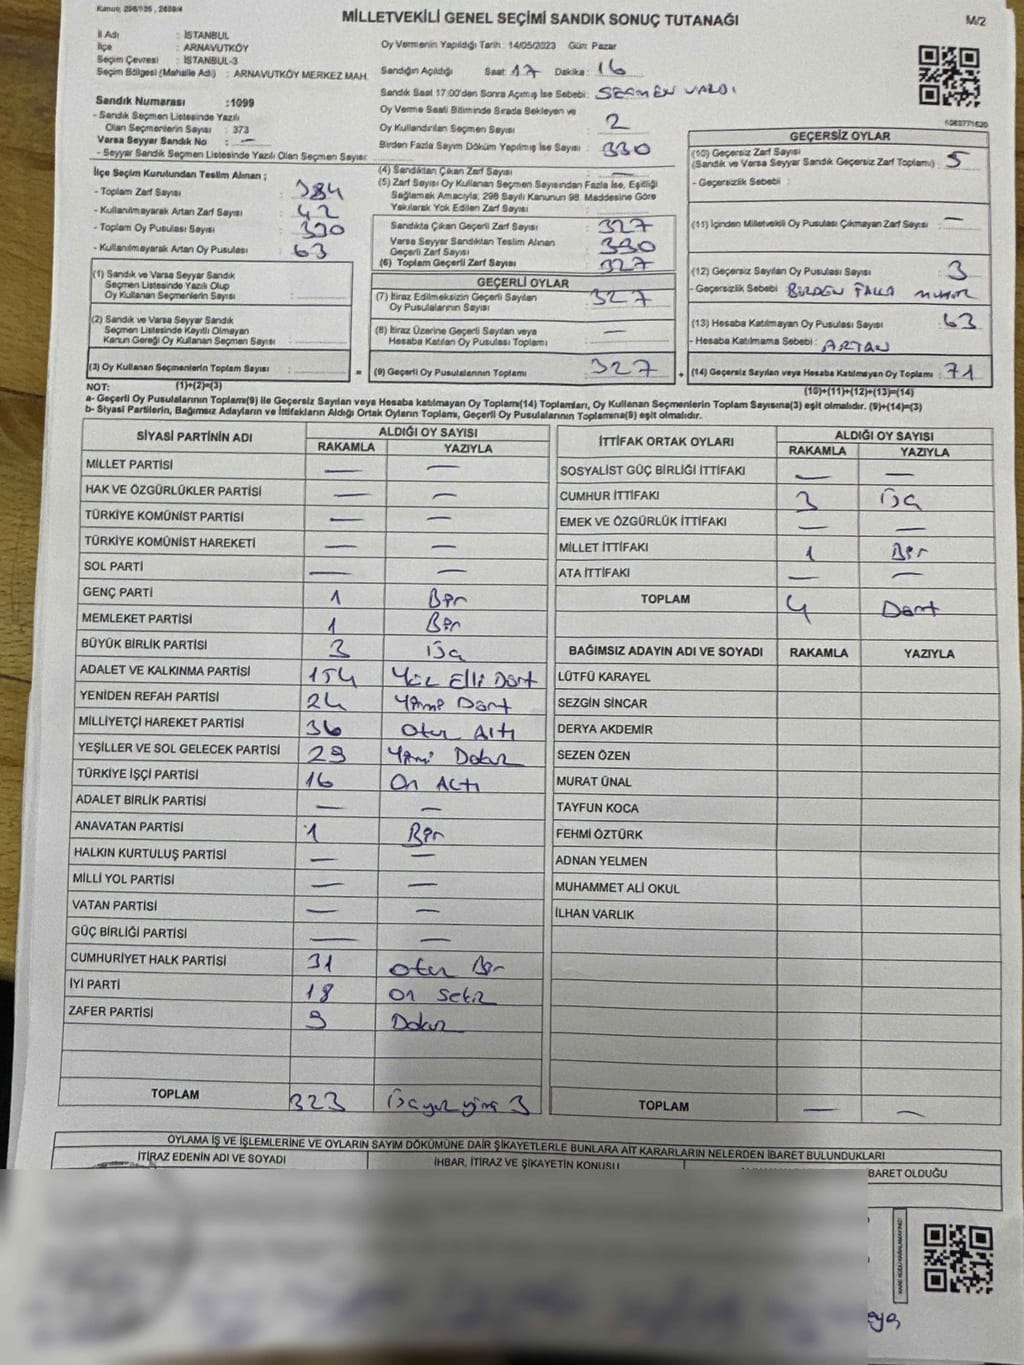 MİLLETVEKİLİ GENEL SEÇİMİ SANDIK SONUÇ TUTANAĞI
M/2
İl Adı : İSTANBUL
İlçe : ARNAVUTKÖY
Seçim Çevresi : İSTANBUL-3
Seçim Bölgesi (Mahalle Adı) : ARNAVUTKÖY MERKEZ MAH.
Sandık Numarası :1099
- Sandık Seçmen Listesinde Yazılı
Olan Seçmenlerin Sayısı : 373
Varsa Seyyar Sandık No : —
- Seyyar Sandık Seçmen Listesinde Yazılı Olan Seçmen Sayısı:
Oy Vermenin Yapıldığı Tarih : 14/05/2023 Gün: Pazar
Sandığın Açıldığı Saat : 17 Dakika : 16
Sandık Saat 17:00'den Sonra Açılmış İse Sebebi: SEÇMEN VARDI
Oy Verme Saati Bitiminde Sırada Bekleyen ve
Oy Kullandırılan Seçmen Sayısı : 2
Birden Fazla Sayım Döküm Yapılmış İse Sayısı : 330
İlçe Seçim Kurulundan Teslim Alınan ;
- Toplam Zarf Sayısı : 384
- Kullanılmayarak Artan Zarf Sayısı : 42
- Toplam Oy Pusulası Sayısı :
- Kullanılmayarak Artan Oy Pusulası : 63
(1) Sandık ve Varsa Seyyar Sandık
Seçmen Listesinde Yazılı Olup
Oy Kullanan Seçmenlerin Sayısı :
(2) Sandık ve Varsa Seyyar Sandık
Seçmen Listesinde Kayıtlı Olmayan
Kanun Gereği Oy Kullanan Seçmen Sayısı :
(3) Oy Kullanan Seçmenlerin Toplam Sayısı :
(4) Sandıktan Çıkan Zarf Sayısı : —
(5) Zarf Sayısı Oy Kullanan Seçmen Sayısından Fazla İse, Eşitliği
Sağlamak Amacıyla, 298 Sayılı Kanunun 98. Maddesine Göre
Yakılarak Yok Edilen Zarf Sayısı :
Sandıkta Çıkan Geçerli Zarf Sayısı : 327
Varsa Seyyar Sandıktan Teslim Alınan
Geçerli Zarf Sayısı : 330
(6) Toplam Geçerli Zarf Sayısı : 327
GEÇERLİ OYLAR
(7) İtiraz Edilmeksizin Geçerli Sayılan
Oy Pusulalarının Sayısı : 327
(8) İtiraz Üzerine Geçerli Sayılan veya
Hesaba Katılan Oy Pusulası Toplamı : —
= (9) Geçerli Oy Pusulalarının Toplamı : 327
GEÇERSİZ OYLAR
(10) Geçersiz Zarf Sayısı
(Sandık ve Varsa Seyyar Sandık Geçersiz Zarf Toplamı) : 5
- Geçersizlik Sebebi :
(11) İçinden Milletvekili Oy Pusulası Çıkmayan Zarf Sayısı : —
(12) Geçersiz Sayılan Oy Pusulası Sayısı : 3
- Geçersizlik Sebebi : BİRDEN FAZLA MÜHÜR
(13) Hesaba Katılmayan Oy Pusulası Sayısı : 63
- Hesaba Katılmama Sebebi : ARTAN
+ (14) Geçersiz Sayılan veya Hesaba Katılmayan Oy Toplamı : 71
NOT: (1)+(2)=(3) (10)+(11)+(12)+(13)=(14)
a- Geçerli Oy Pusulalarının Toplamı(9) ile Geçersiz Sayılan veya Hesaba katılmayan Oy Toplamı(14) Toplamları, Oy Kullanan Seçmenlerin Toplam Sayısına(3) eşit olmalıdır. (9)+(14)=(3)
b- Siyasi Partilerin, Bağımsız Adayların ve İttifakların Aldığı Ortak Oyların Toplamı, Geçerli Oy Pusulalarının Toplamına(9) eşit olmalıdır.
SİYASİ PARTİNİN ADI ALDIĞI OY SAYISI
RAKAMLA YAZIYLA
MİLLET PARTİSİ — —
HAK VE ÖZGÜRLÜKLER PARTİSİ — —
TÜRKİYE KOMÜNİST PARTİSİ — —
TÜRKİYE KOMÜNİST HAREKETİ — —
SOL PARTİ — —
GENÇ PARTİ 1 Bir
MEMLEKET PARTİSİ 1 Bir
BÜYÜK BİRLİK PARTİSİ 3 Üç
ADALET VE KALKINMA PARTİSİ 154 Yüz Elli Dört
YENİDEN REFAH PARTİSİ 24 Yirmi Dört
MİLLİYETÇİ HAREKET PARTİSİ 36 Otuz Altı
YEŞİLLER VE SOL GELECEK PARTİSİ 29 Yirmi Dokuz
TÜRKİYE İŞÇİ PARTİSİ 16 On Altı
ADALET BİRLİK PARTİSİ — —
ANAVATAN PARTİSİ 1 Bir
HALKIN KURTULUŞ PARTİSİ — —
MİLLİ YOL PARTİSİ — —
VATAN PARTİSİ — —
GÜÇ BİRLİĞİ PARTİSİ — —
CUMHURİYET HALK PARTİSİ 31 Otuz Bir
İYİ PARTİ 18 On Sekiz
ZAFER PARTİSİ 9 Dokuz
TOPLAM 323 Üçyüz yirmi 3
İTTİFAK ORTAK OYLARI ALDIĞI OY SAYISI
RAKAMLA YAZIYLA
SOSYALİST GÜÇ BİRLİĞİ İTTİFAKI — —
CUMHUR İTTİFAKI 3 Üç
EMEK VE ÖZGÜRLÜK İTTİFAKI — —
MİLLET İTTİFAKI 1 Bir
ATA İTTİFAKI — —
TOPLAM 4 Dört
BAĞIMSIZ ADAYIN ADI VE SOYADI RAKAMLA YAZIYLA
LÜTFÜ KARAYEL
SEZGİN SİNCAR
DERYA AKDEMİR
SEZEN ÖZEN
MURAT ÜNAL
TAYFUN KOCA
FEHMİ ÖZTÜRK
ADNAN YELMEN
MUHAMMET ALİ OKUL
İLHAN VARLIK
TOPLAM — —
OYLAMA İŞ VE İŞLEMLERİNE VE OYLARIN SAYIM DÖKÜMÜNE DAİR ŞİKAYETLERLE BUNLARA AİT KARARLARIN NELERDEN İBARET BULUNDUKLARI
İTİRAZ EDENİN ADI VE SOYADI İHBAR, İTİRAZ VE ŞİKAYETİN KONUSU BARET OLDUĞU